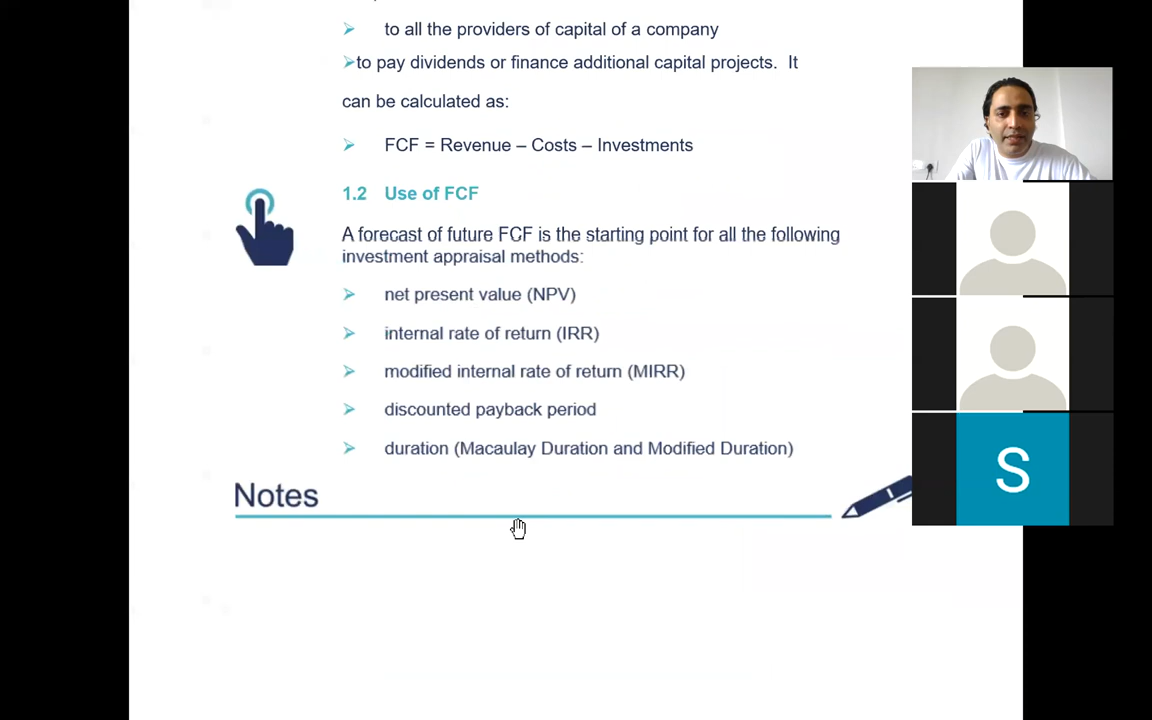 ➢ to all the providers of capital of a company
➢to pay dividends or finance additional capital projects. It
can be calculated as:
➢ FCF = Revenue – Costs – Investments
1.2 Use of FCF
A forecast of future FCF is the starting point for all the following
investment appraisal methods:
➢ net present value (NPV)
➢ internal rate of return (IRR)
➢ modified internal rate of return (MIRR)
➢ discounted payback period
➢ duration (Macaulay Duration and Modified Duration)
Notes
S